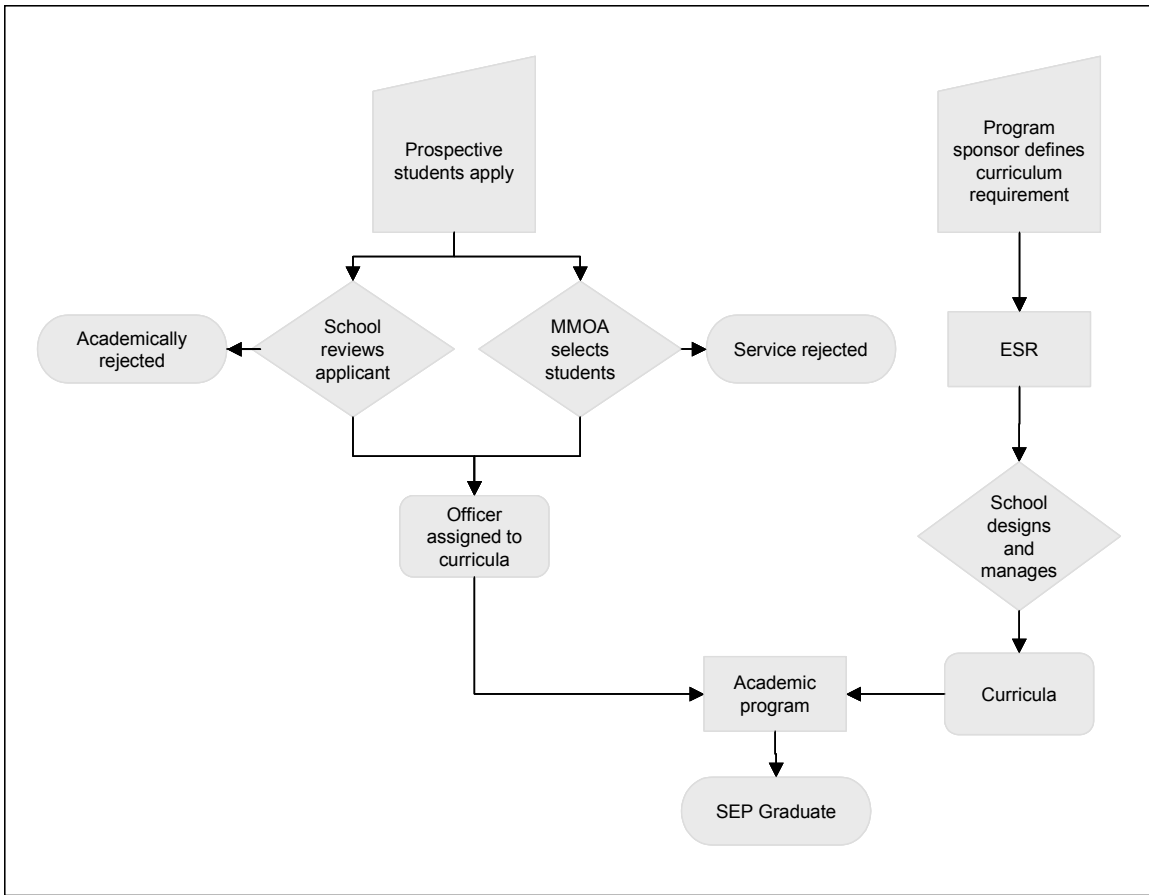 Prospective
students apply
Program
sponsor defines
curriculum
requirement
Academically
rejected
School
reviews
applicant
MMOA
selects
students
Service rejected
ESR
Officer
assigned to
curricula
School
designs
and
manages
Academic
program
Curricula
SEP Graduate